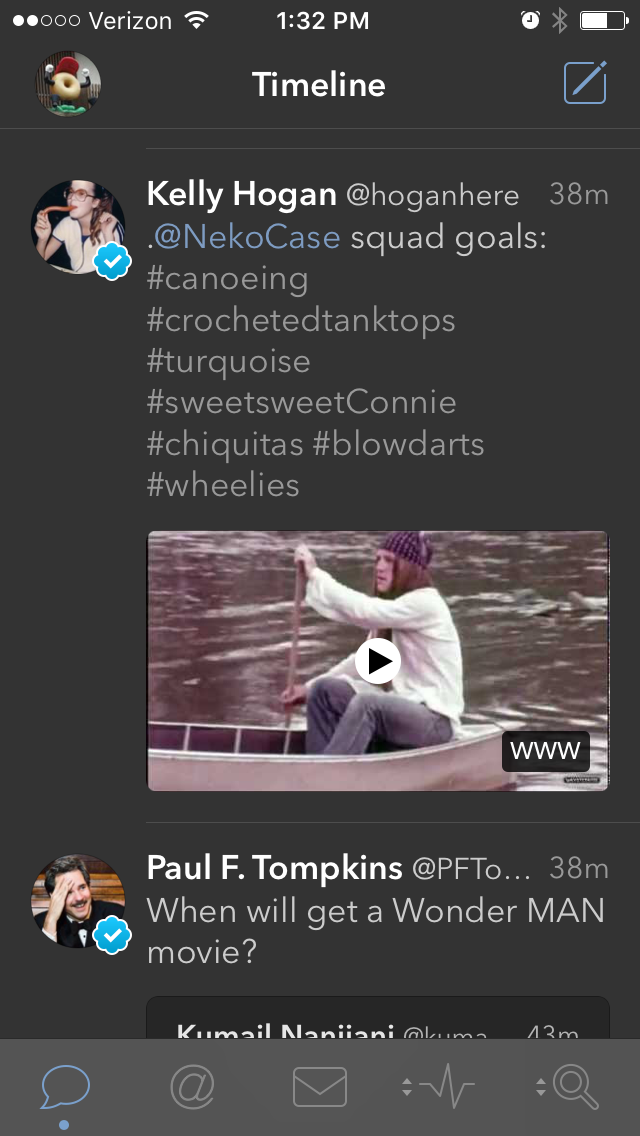 Verizon 1:32 PM
Timeline
Kelly Hogan @hoganhere 38m
.@NekoCase squad goals:
#canoeing
#crochetedtanktops
#turquoise
#sweetsweetConnie
#chiquitas #blowdarts
#wheelies
WWW
Paul F. Tompkins @PFTo... 38m
When will get a Wonder MAN
movie?
Kumail Nanjiani @kuma... 43m